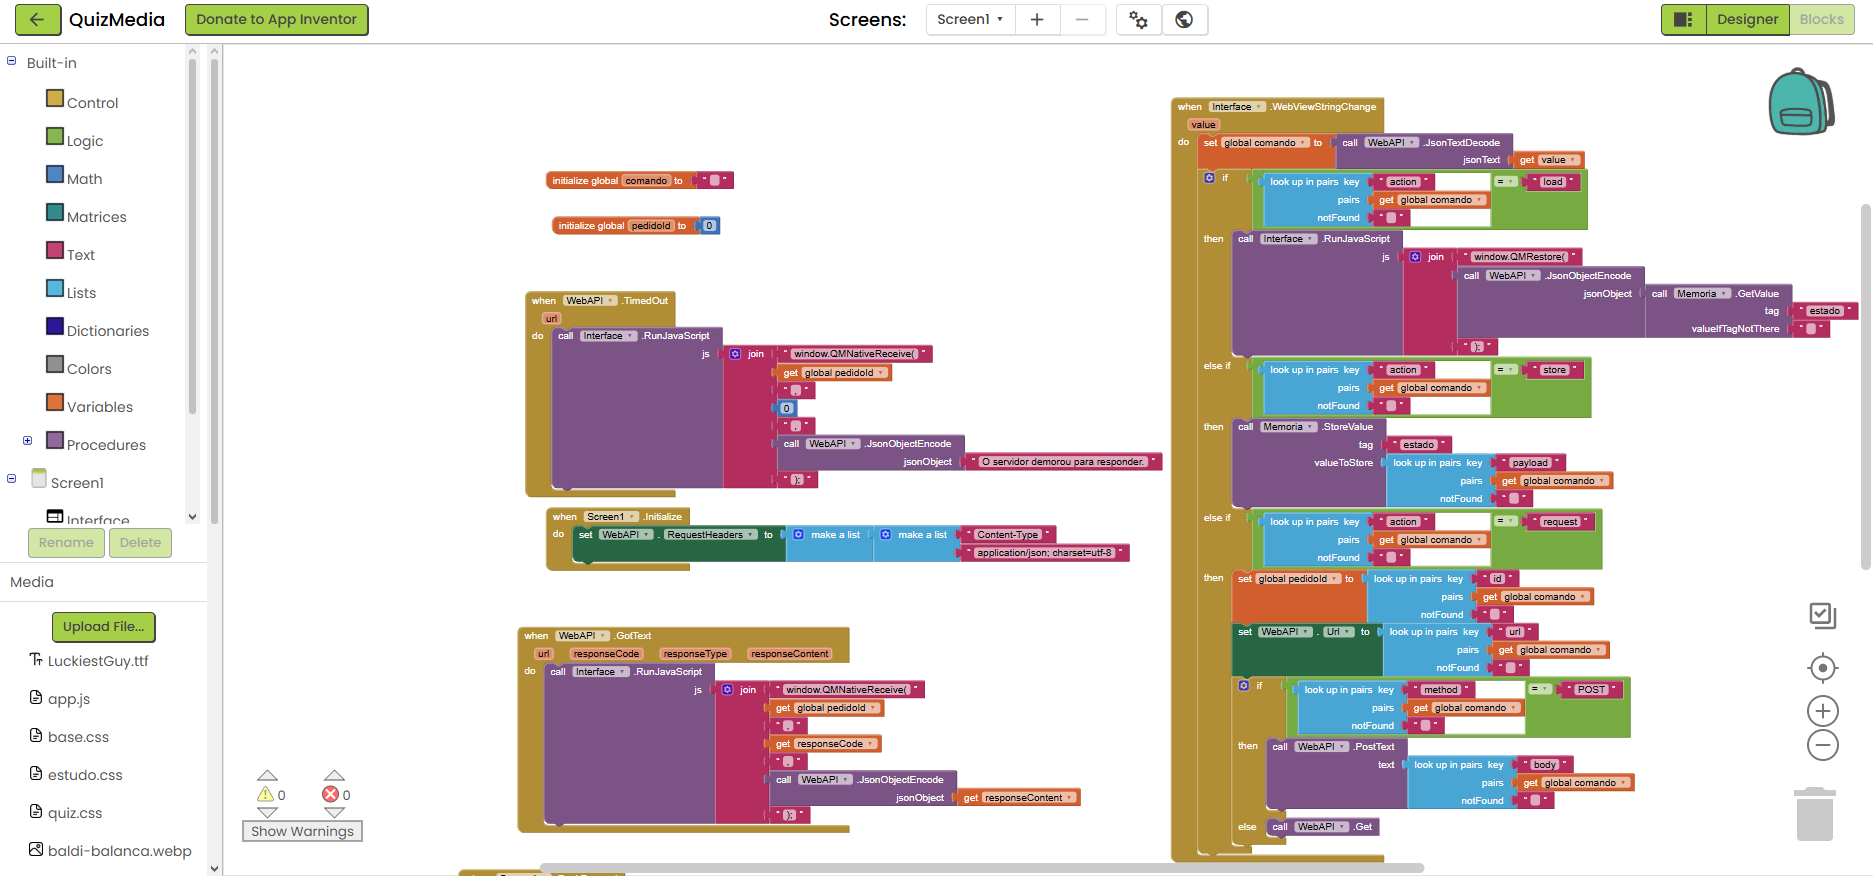 QuizMedia
Donate to App Inventor
Screens:
Screen1
Designer
Blocks
Built-in
Control
Logic
Math
Matrices
Text
Lists
Dictionaries
Colors
Variables
Procedures
Screen1
Interface
Rename
Delete
Media
Upload File...
LuckiestGuy.ttf
app.js
base.css
estudo.css
quiz.css
baldi-balanca.webp
initialize global comando to " "
initialize global pedidoId to 0
when WebAPI .TimedOut
url
do call Interface .RunJavaScript
js join " window.QMNativeReceive( "
get global pedidoId
" , "
0
" , "
call WebAPI .JsonObjectEncode
jsonObject " O servidor demorou para responder. "
" ); "
when Screen1 .Initialize
do set WebAPI . RequestHeaders to make a list make a list " Content-Type "
" application/json; charset=utf-8 "
when WebAPI .GotText
url responseCode responseType responseContent
do call Interface .RunJavaScript
js join " window.QMNativeReceive( "
get global pedidoId
" , "
get responseCode
" , "
call WebAPI .JsonObjectEncode
jsonObject get responseContent
" ); "
0 0
Show Warnings
when Interface .WebViewStringChange
value
do set global comando to call WebAPI .JsonTextDecode
jsonText get value
if look up in pairs key " action " = " load "
pairs get global comando
notFound " "
then call Interface .RunJavaScript
js join " window.QMRestore( "
call WebAPI .JsonObjectEncode
jsonObject call Memoria .GetValue
tag " estado "
valueIfTagNotThere " "
" ); "
else if look up in pairs key " action " = " store "
pairs get global comando
notFound " "
then call Memoria .StoreValue
tag " estado "
valueToStore look up in pairs key " payload "
pairs get global comando
notFound " "
else if look up in pairs key " action " = " request "
pairs get global comando
notFound " "
then set global pedidoId to look up in pairs key " id "
pairs get global comando
notFound " "
set WebAPI . Url to look up in pairs key " url "
pairs get global comando
notFound " "
if look up in pairs key " method " = " POST "
pairs get global comando
notFound " "
then call WebAPI .PostText
text look up in pairs key " body "
pairs get global comando
notFound " "
else call WebAPI .Get